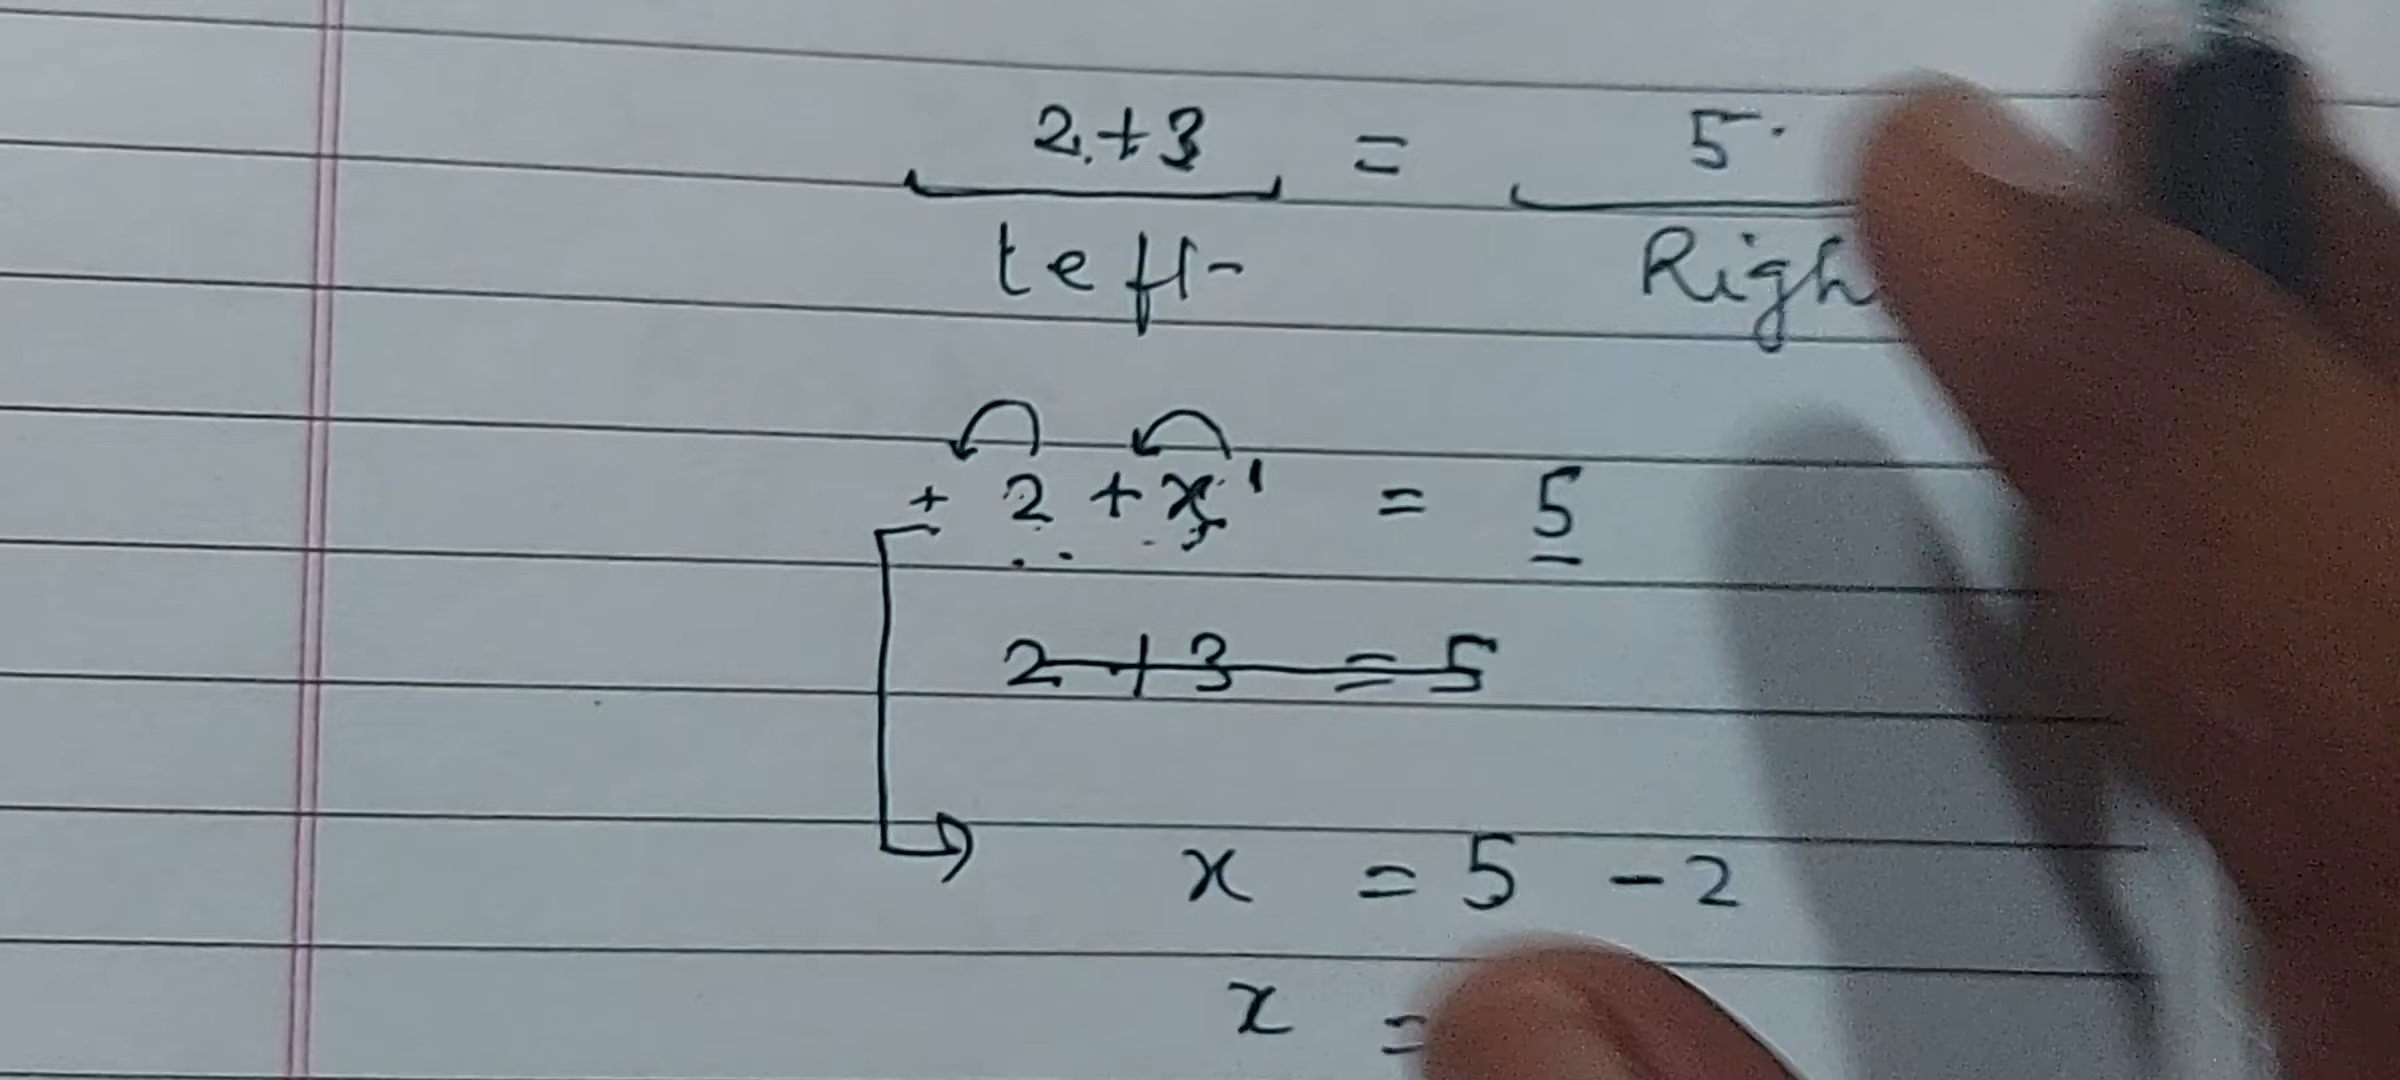 2+3 = 5
Left Righ
+ 2 + x = 5
2+3 = 5
x = 5 - 2
x =